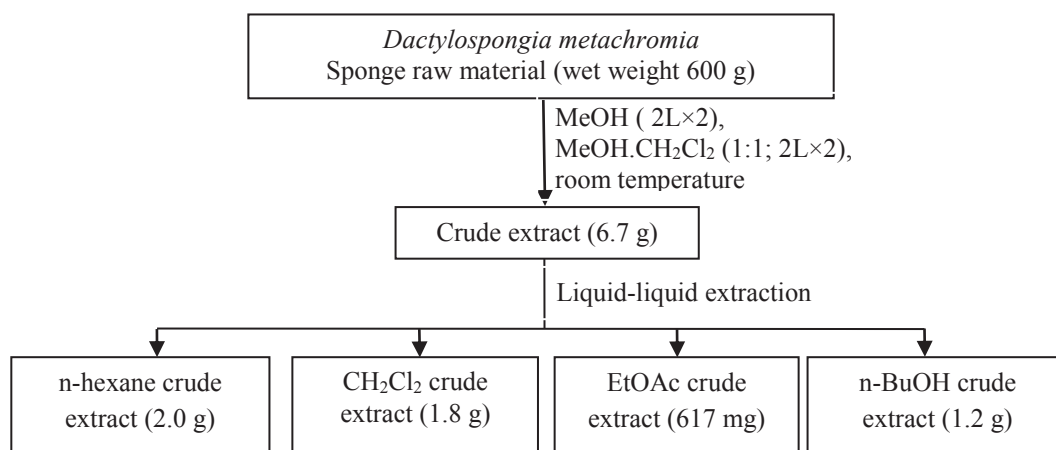 Dactylospongia metachromia
Sponge raw material (wet weight 600 g)
MeOH ( 2L×2),
MeOH.CH₂Cl₂ (1:1; 2L×2),
room temperature
Crude extract (6.7 g)
Liquid-liquid extraction
n-hexane crude
extract (2.0 g)
CH₂Cl₂ crude
extract (1.8 g)
EtOAc crude
extract (617 mg)
n-BuOH crude
extract (1.2 g)